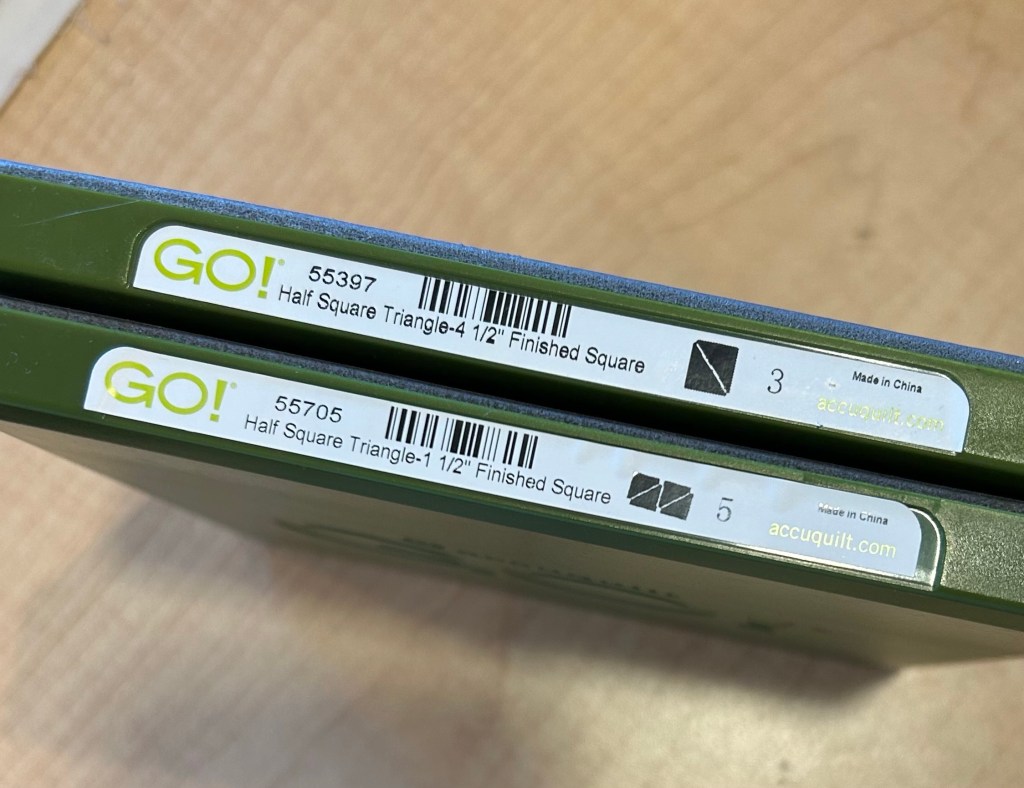 GO!® 55397
Half Square Triangle-4 1/2" Finished Square
3
Made in China
accuquilt.com
GO!® 55705
Half Square Triangle-1 1/2" Finished Square
5
Made in China
accuquilt.com